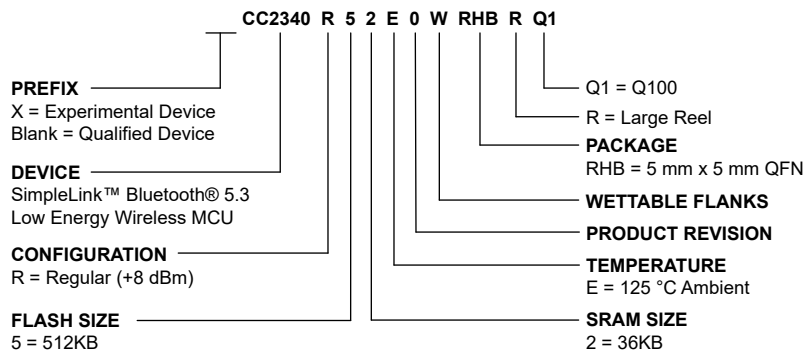 CC2340 R 5 2 E 0 W RHB R Q1
PREFIX
X = Experimental Device
Blank = Qualified Device
DEVICE
SimpleLink™ Bluetooth® 5.3
Low Energy Wireless MCU
CONFIGURATION
R = Regular (+8 dBm)
FLASH SIZE
5 = 512KB
Q1 = Q100
R = Large Reel
PACKAGE
RHB = 5 mm x 5 mm QFN
WETTABLE FLANKS
PRODUCT REVISION
TEMPERATURE
E = 125 °C Ambient
SRAM SIZE
2 = 36KB